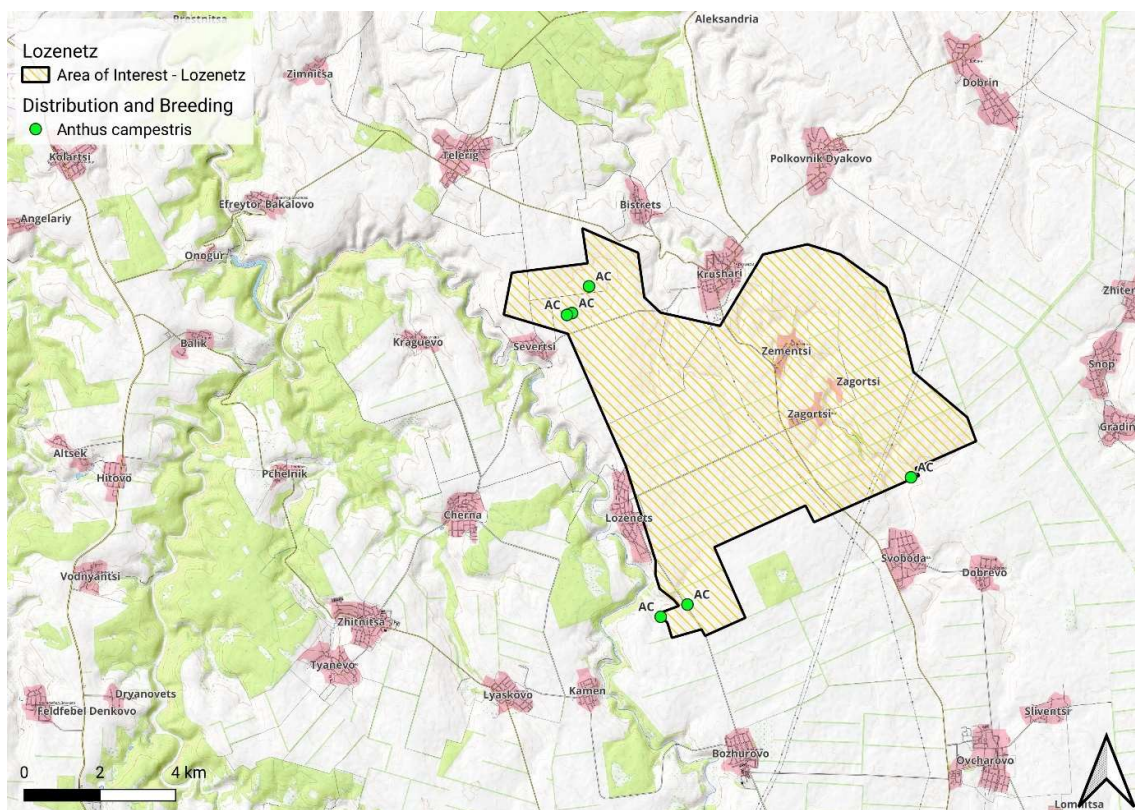 Prestnitsa
Aleksandria
Lozenetz
Area of Interest - Lozenetz
Distribution and Breeding
Anthus campestris
Zimnitsa
Dobrin
Kolartsi
Telerig
Polkovnik Dyakovo
Efreytor Bakalovo
Bistrets
Angelariy
Onogur
Krushari
AC
AC
AC
Zhiter
Balik
Kraguevo
Severtsi
Zementsi
Snop
Zagortsi
Zagortsi
Gradin
Altsek
Hitovo
Pchelnik
AC
Cherna
Lozenets
Svoboda
Dobrevo
Vodnyantsi
AC
AC
Zhitnitsa
Tyanevo
Lyaskovo
Kamen
Dryanovets
Feldfebel Denkovo
Sliventsi
Bozhurovo
Ovcharovo
0 2 4 km
Lomnitsa